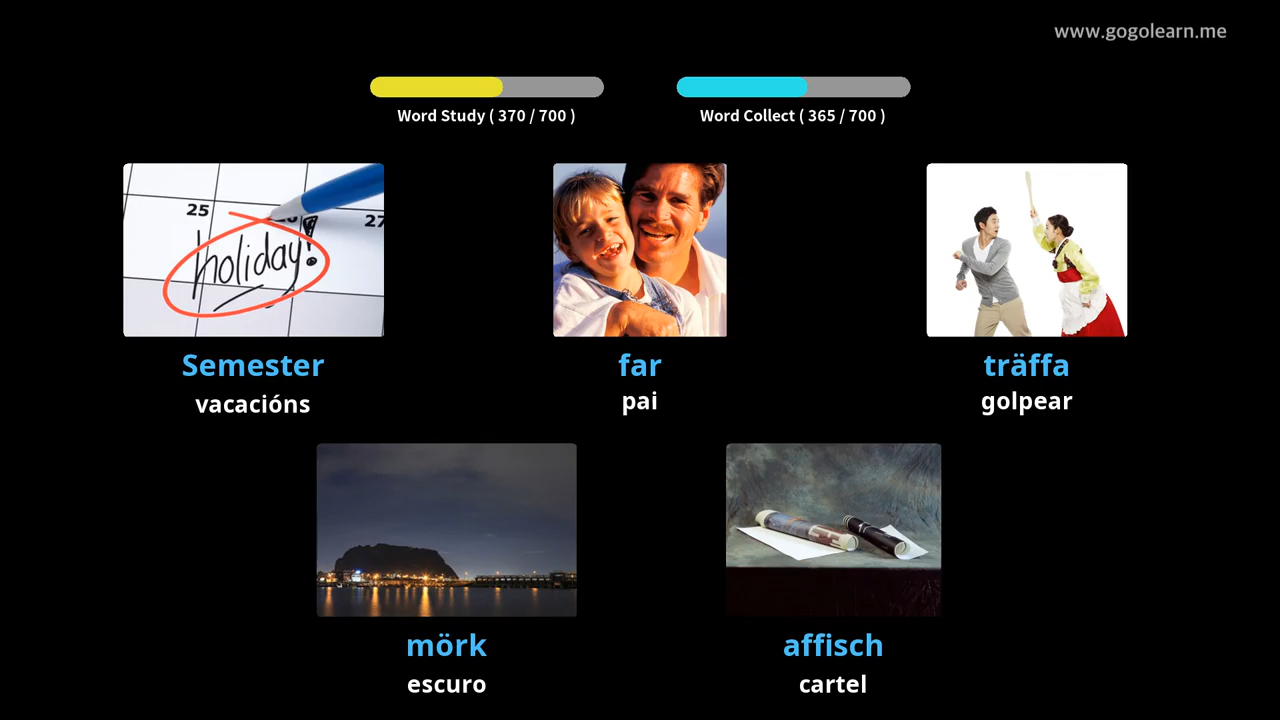 www.gogolearn.me
Word Study ( 370 / 700 )
Word Collect ( 365 / 700 )
25
27
holiday!
Semester
vacacións
far
pai
träffa
golpear
mörk
escuro
affisch
cartel